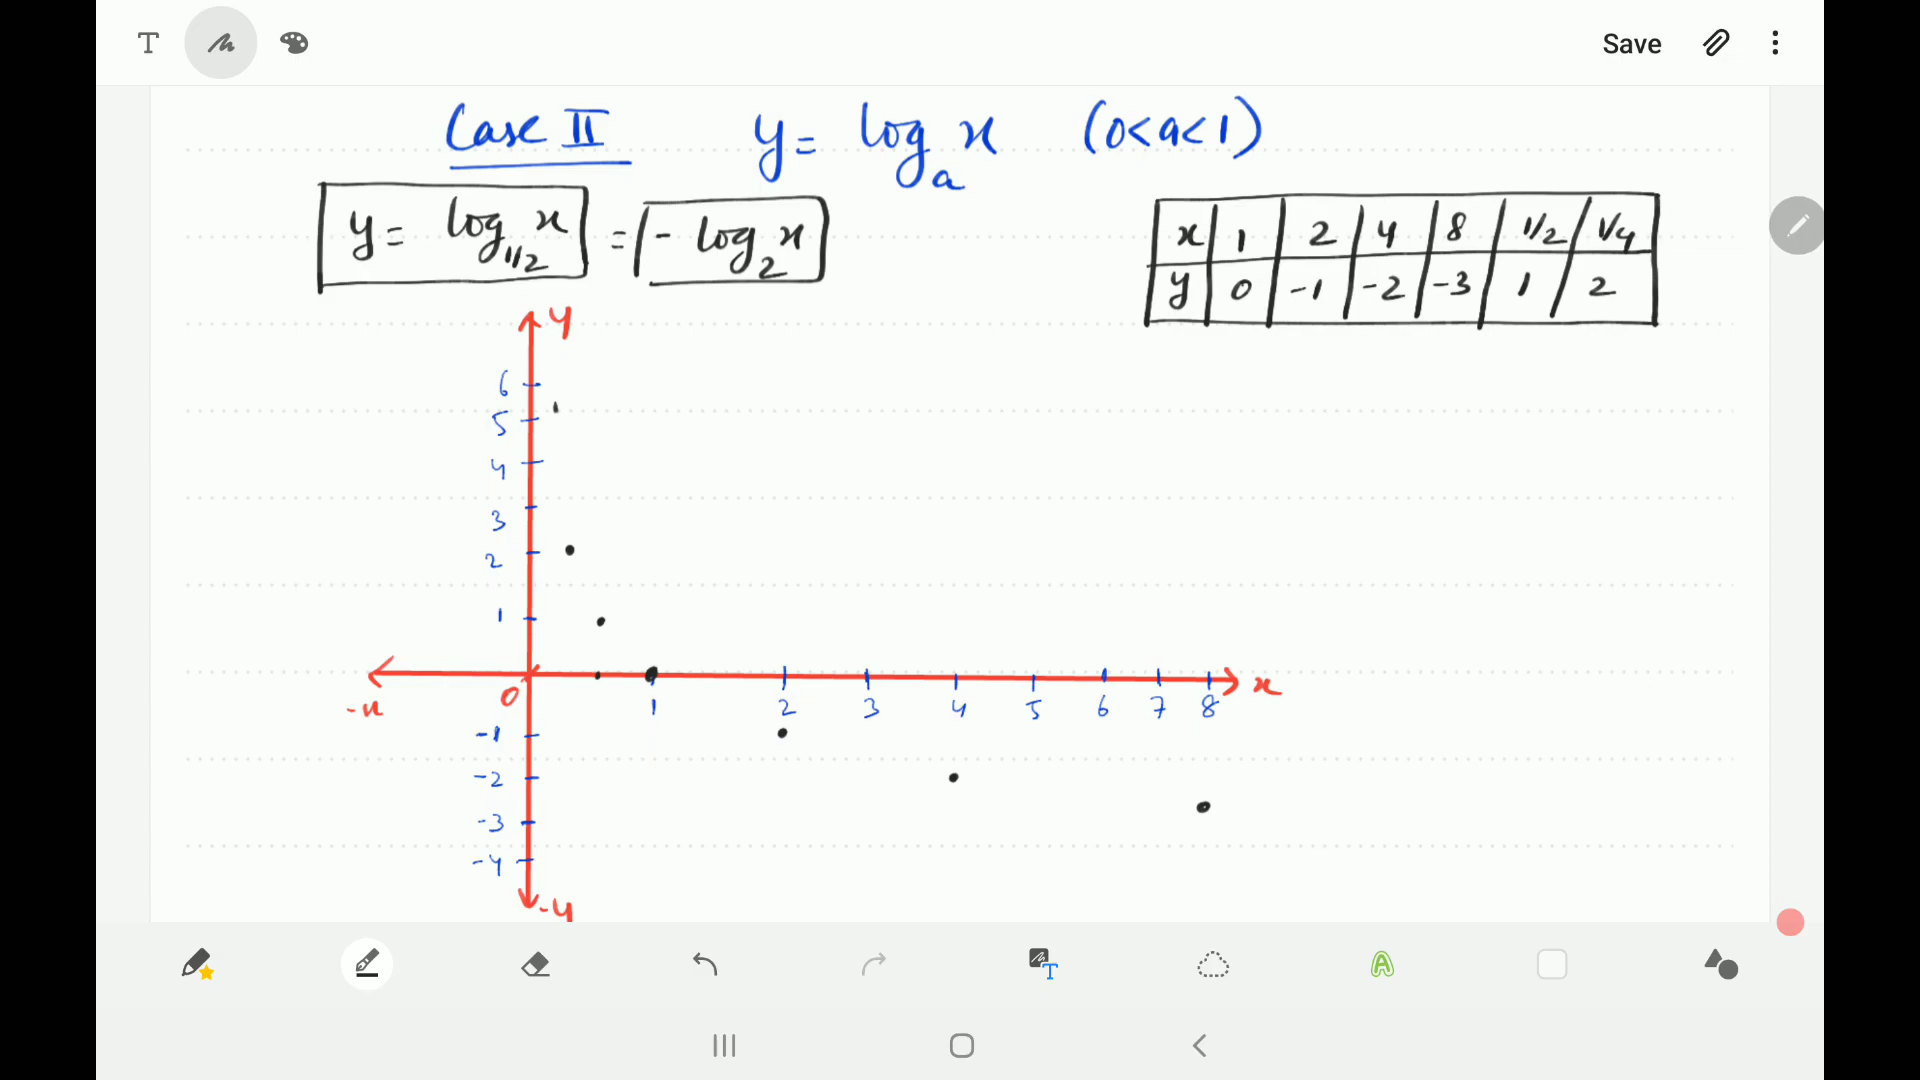 Save
Case II y = log_a x (0<a<1)
y = log_1/2 x = - log_2 x
x 1 2 4 8 1/2 1/4
y 0 -1 -2 -3 1 2
y
6
5
4
3
2
1
-x 0 1 2 3 4 5 6 7 8 x
-1
-2
-3
-4
-y